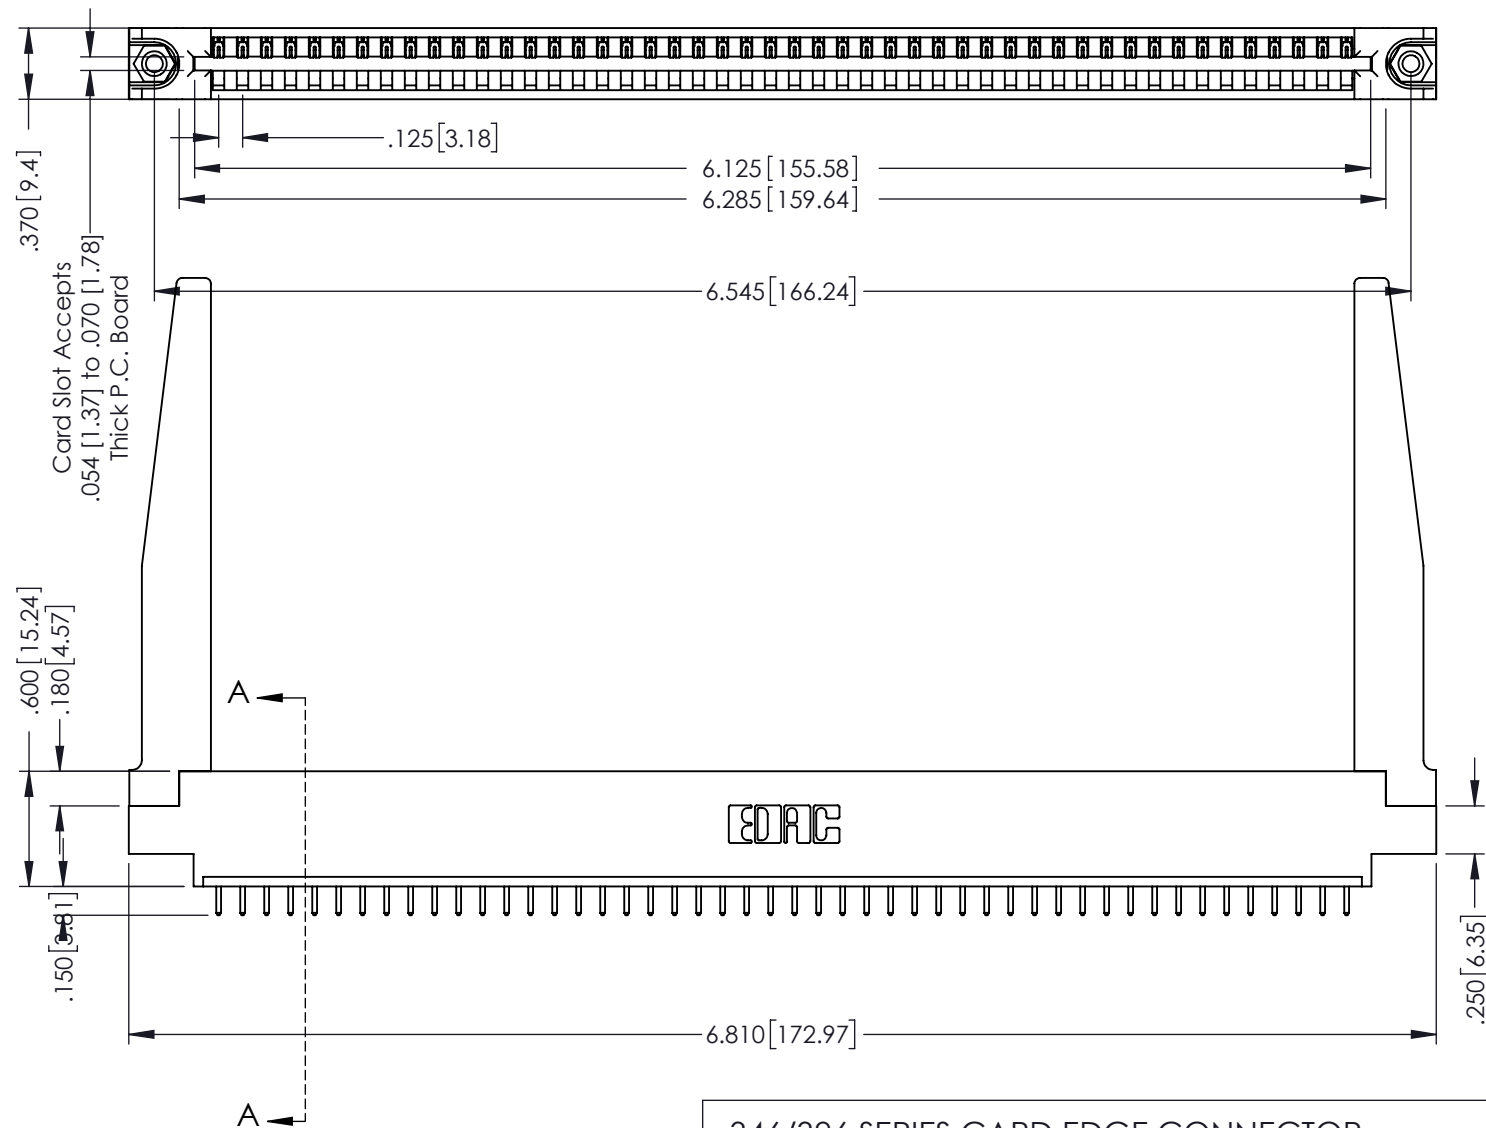 .125[3.18]
6.125[155.58]
6.285[159.64]
.370[9.4]
Card Slot Accepts
.054 [1.37] to .070 [1.78]
Thick P.C. Board
6.545[166.24]
.600[15.24]
.180[4.57]
A
EDAC
.150[3.81]
.250[6.35]
6.810[172.97]
A